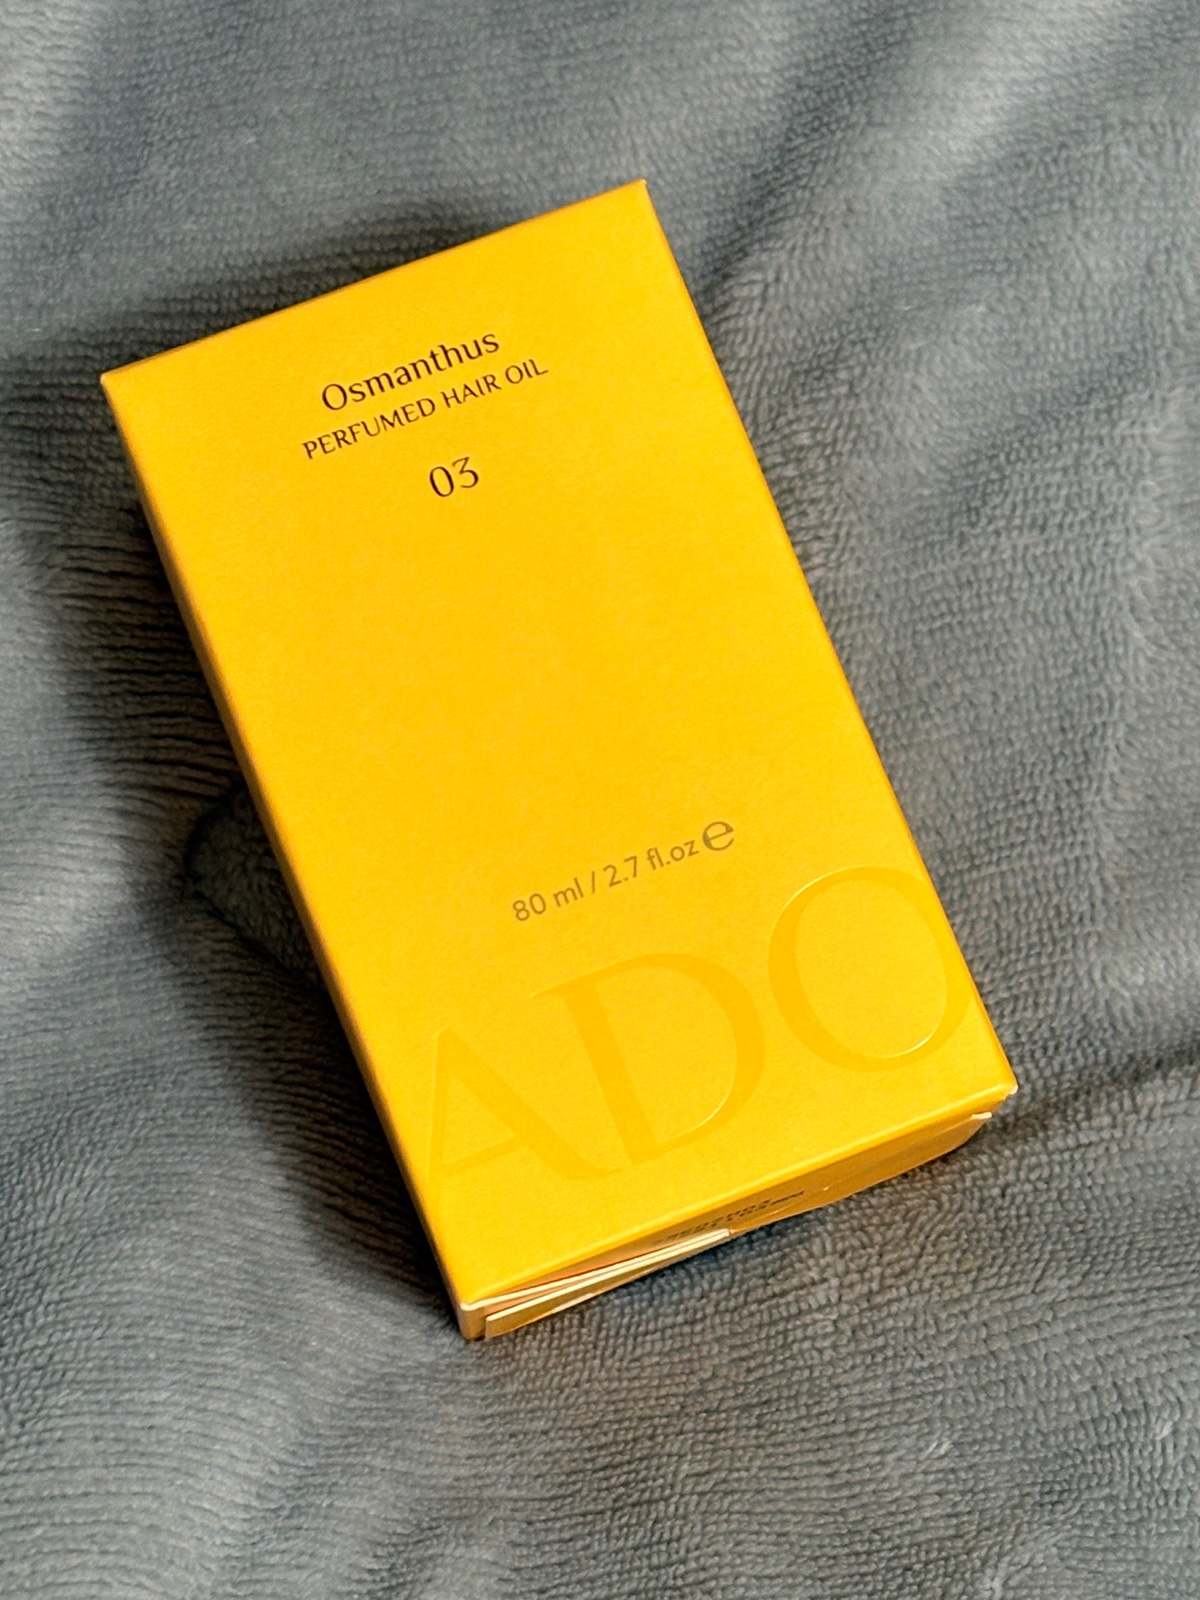 Osmanthus
PERFUMED HAIR OIL
03
80 ml / 2.7 fl.oz ℮
ADO